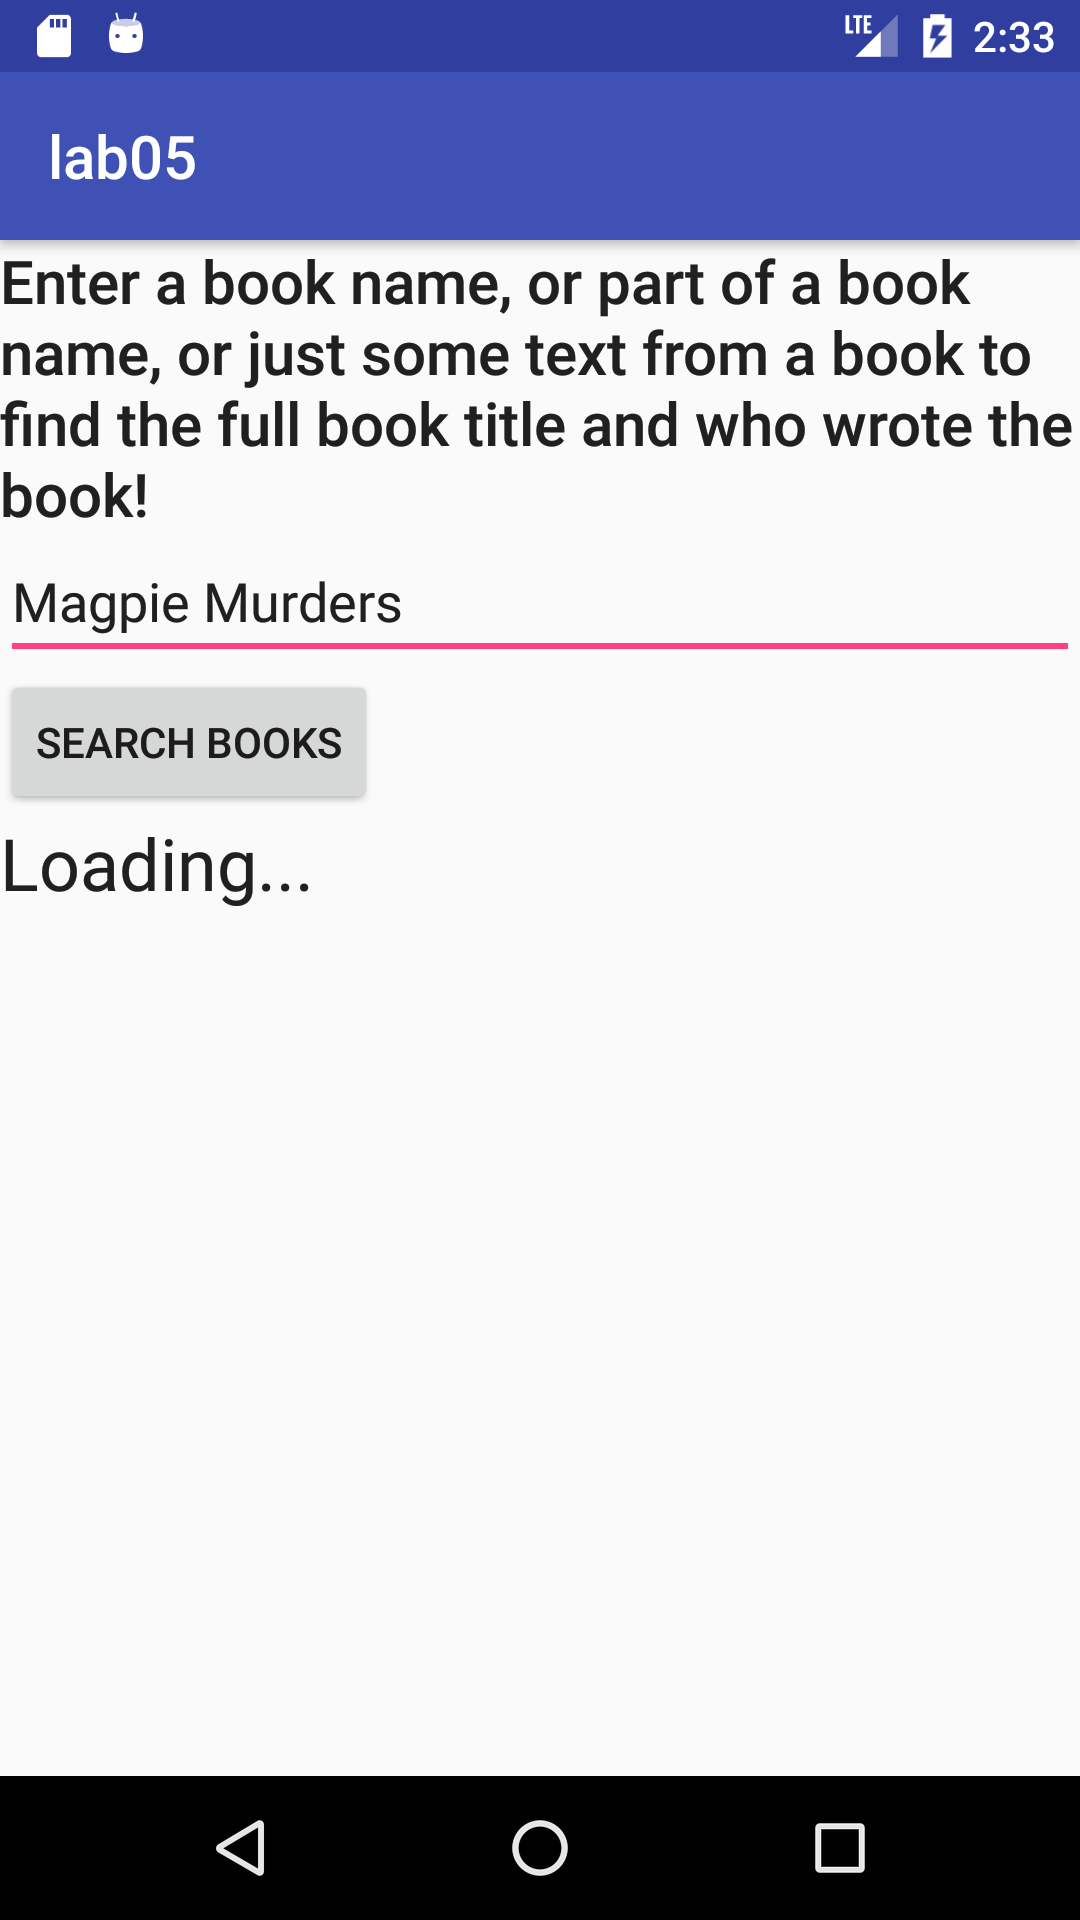 LTE 2:33
lab05
Enter a book name, or part of a book
name, or just some text from a book to
find the full book title and who wrote the
book!
Magpie Murders
SEARCH BOOKS
Loading...